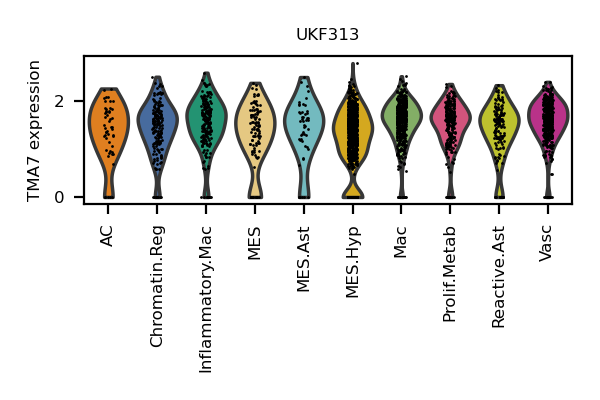 UKF313
TMA7 expression
2
0
AC
Chromatin.Reg
Inflammatory.Mac
MES
MES.Ast
MES.Hyp
Mac
Prolif.Metab
Reactive.Ast
Vasc